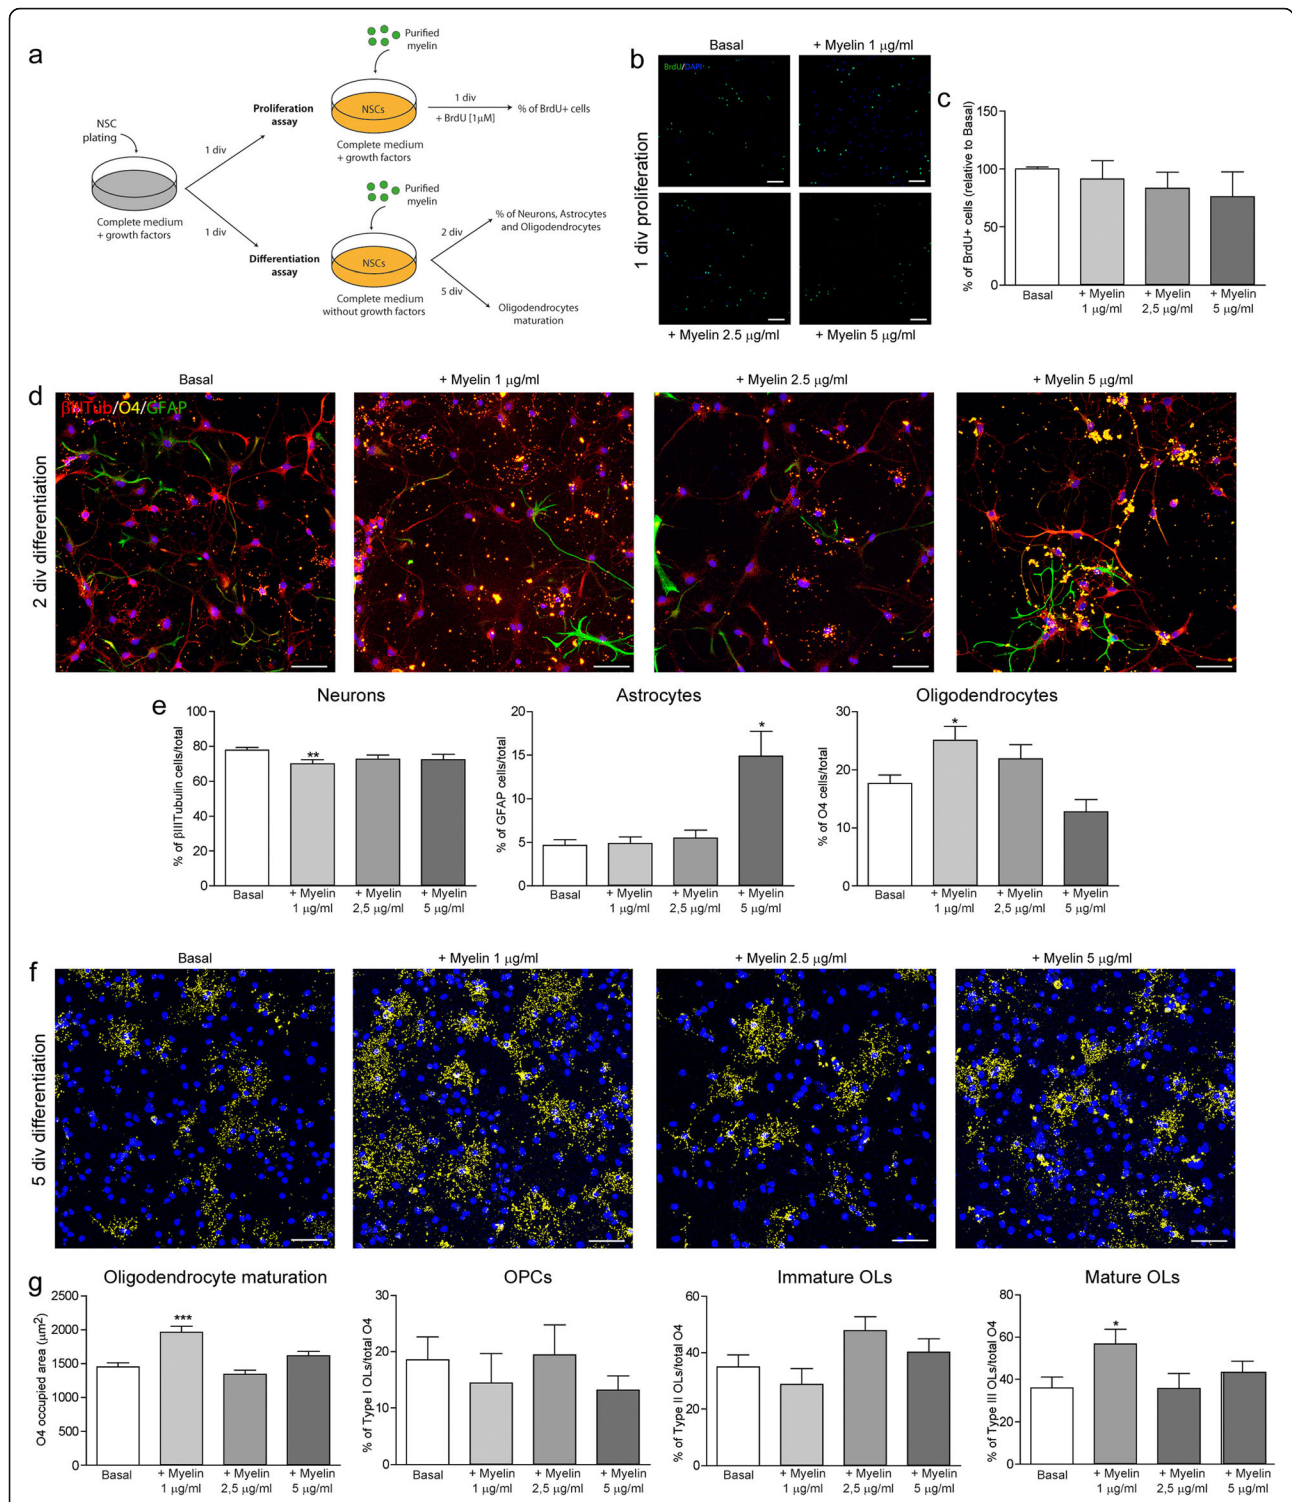 a
Purified
myelin
NSC
plating
1 div
Proliferation
assay
NSCs
1 div
+ BrdU [1μM]
% of BrdU+ cells
Complete medium
+ growth factors
Complete medium
+ growth factors
1 div
Differentiation
assay
Purified
myelin
NSCs
2 div
% of Neurons, Astrocytes
and Oligodendrocytes
5 div
Complete medium
without growth factors
Oligodendrocytes
maturation
b
Basal
+ Myelin 1 μg/ml
BrdU/DAPI
1 div proliferation
+ Myelin 2.5 μg/ml
+ Myelin 5 μg/ml
c
% of BrdU+ cells (relative to Basal)
150
100
50
0
Basal
+ Myelin
1 μg/ml
+ Myelin
2,5 μg/ml
+ Myelin
5 μg/ml
d
Basal
+ Myelin 1 μg/ml
+ Myelin 2.5 μg/ml
+ Myelin 5 μg/ml
βIIITub/O4/GFAP
2 div differentiation
e
Neurons
% of βIIITubulin cells/total
100
80
60
40
20
0
**
Basal
+ Myelin
1 μg/ml
+ Myelin
2,5 μg/ml
+ Myelin
5 μg/ml
Astrocytes
% of GFAP cells/total
20
15
10
5
0
*
Basal
+ Myelin
1 μg/ml
+ Myelin
2,5 μg/ml
+ Myelin
5 μg/ml
Oligodendrocytes
% of O4 cells/total
30
20
10
0
*
Basal
+ Myelin
1 μg/ml
+ Myelin
2,5 μg/ml
+ Myelin
5 μg/ml
f
Basal
+ Myelin 1 μg/ml
+ Myelin 2.5 μg/ml
+ Myelin 5 μg/ml
5 div differentiation
g
Oligodendrocyte maturation
O4 occupied area (μm²)
2500
2000
1500
1000
500
0
***
Basal
+ Myelin
1 μg/ml
+ Myelin
2,5 μg/ml
+ Myelin
5 μg/ml
OPCs
% of Type I OLs/total O4
30
20
10
0
Basal
+ Myelin
1 μg/ml
+ Myelin
2,5 μg/ml
+ Myelin
5 μg/ml
Immature OLs
% of Type II OLs/total O4
60
40
20
0
Basal
+ Myelin
1 μg/ml
+ Myelin
2,5 μg/ml
+ Myelin
5 μg/ml
Mature OLs
% of Type III OLs/total O4
80
60
40
20
0
*
Basal
+ Myelin
1 μg/ml
+ Myelin
2,5 μg/ml
+ Myelin
5 μg/ml